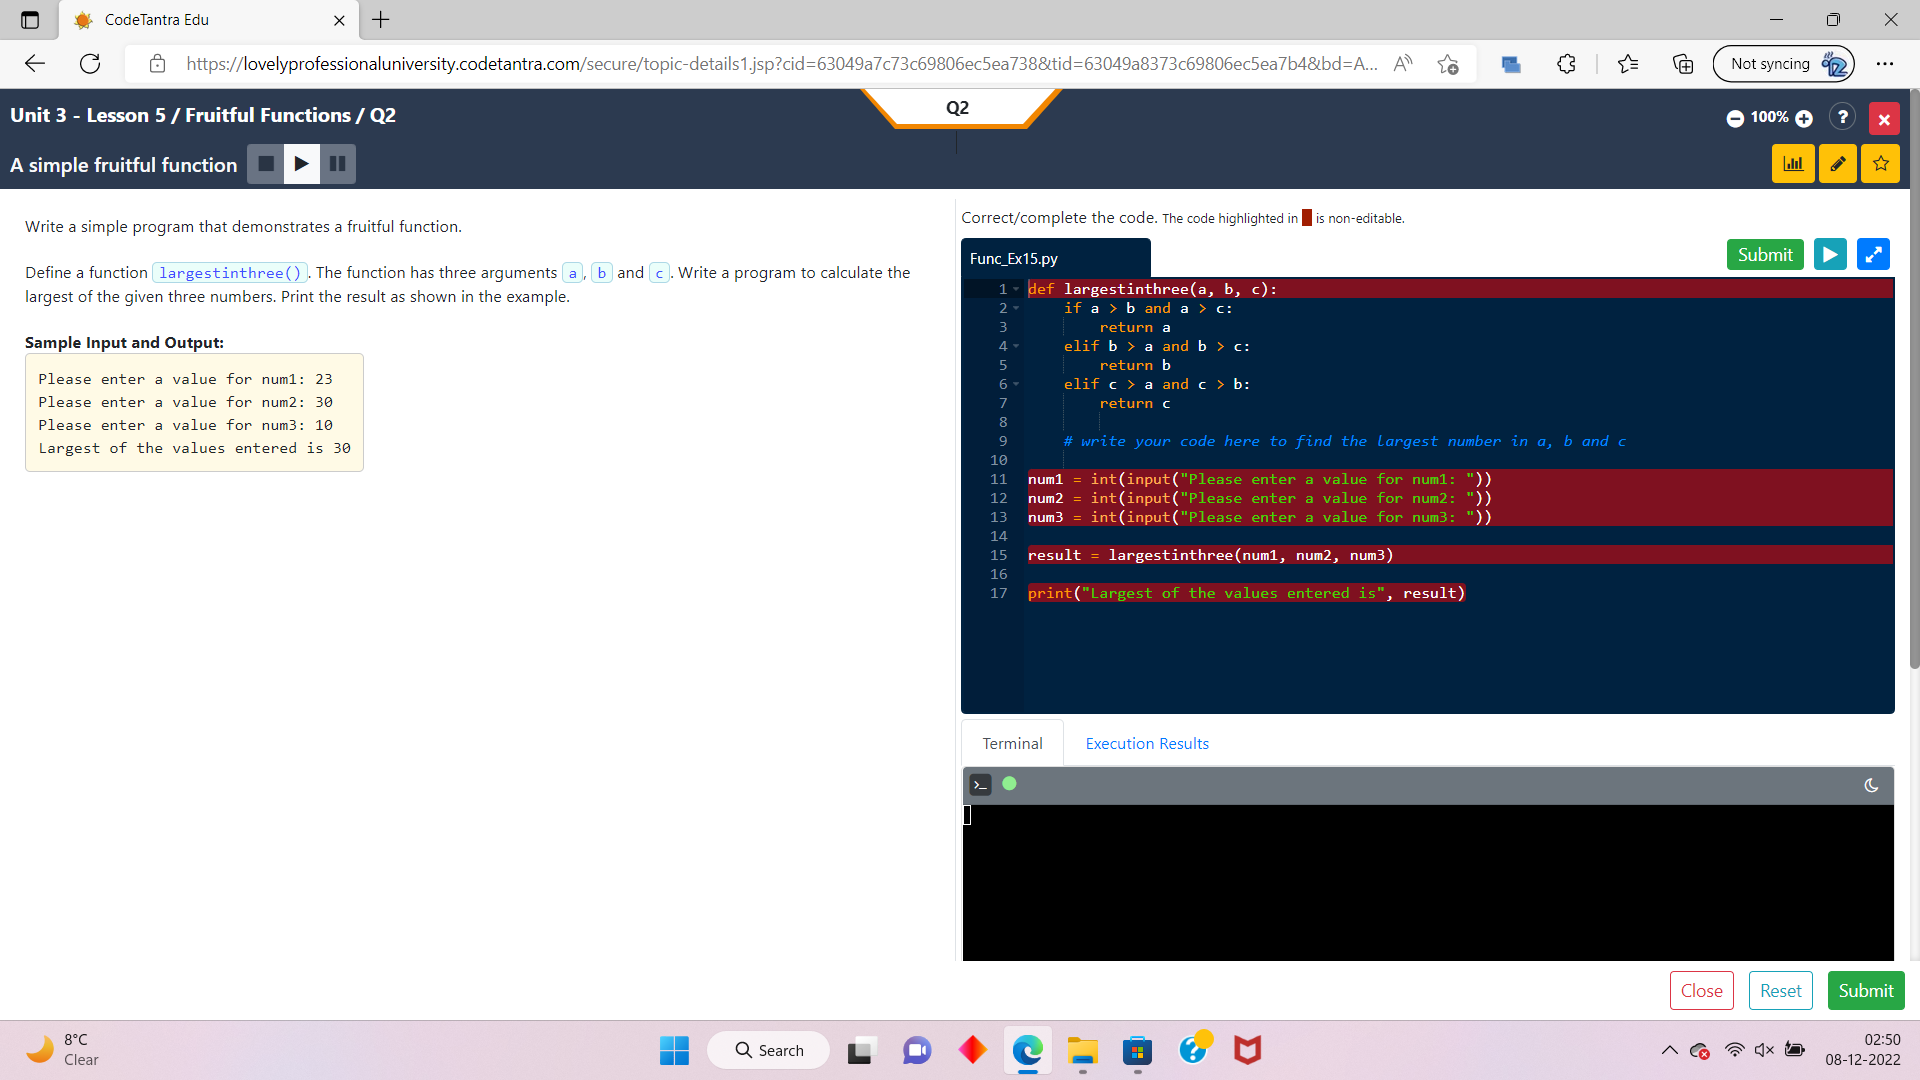 CodeTantra Edu
https://lovelyprofessionaluniversity.codetantra.com/secure/topic-details1.jsp?cid=63049a7c73c69806ec5ea738&tid=63049a8373c69806ec5ea7b4&bd=A...
Not syncing
Unit 3 - Lesson 5 / Fruitful Functions / Q2
Q2
100%
?
A simple fruitful function
Write a simple program that demonstrates a fruitful function.
Define a function largestinthree(). The function has three arguments a, b and c. Write a program to calculate the
largest of the given three numbers. Print the result as shown in the example.
Sample Input and Output:
Please enter a value for num1: 23
Please enter a value for num2: 30
Please enter a value for num3: 10
Largest of the values entered is 30
Correct/complete the code. The code highlighted in is non-editable.
Func_Ex15.py
Submit
1 def largestinthree(a, b, c):
2 if a > b and a > c:
3 return a
4 elif b > a and b > c:
5 return b
6 elif c > a and c > b:
7 return c
8
9 # write your code here to find the largest number in a, b and c
10
11 num1 = int(input("Please enter a value for num1: "))
12 num2 = int(input("Please enter a value for num2: "))
13 num3 = int(input("Please enter a value for num3: "))
14
15 result = largestinthree(num1, num2, num3)
16
17 print("Largest of the values entered is", result)
Terminal
Execution Results
Close
Reset
Submit
8°C
Clear
Search
02:50
08-12-2022